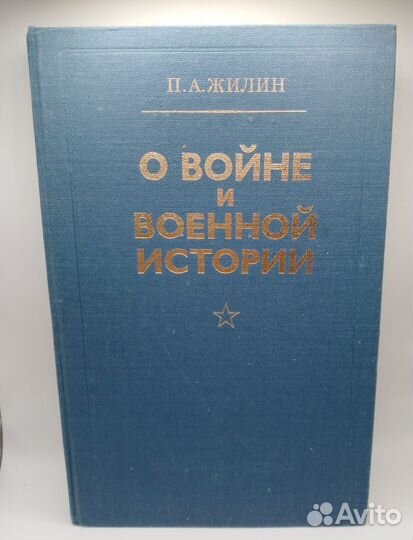 П.А.ЖИЛИН
О ВОЙНЕ
И
ВОЕННОЙ
ИСТОРИИ
Avito